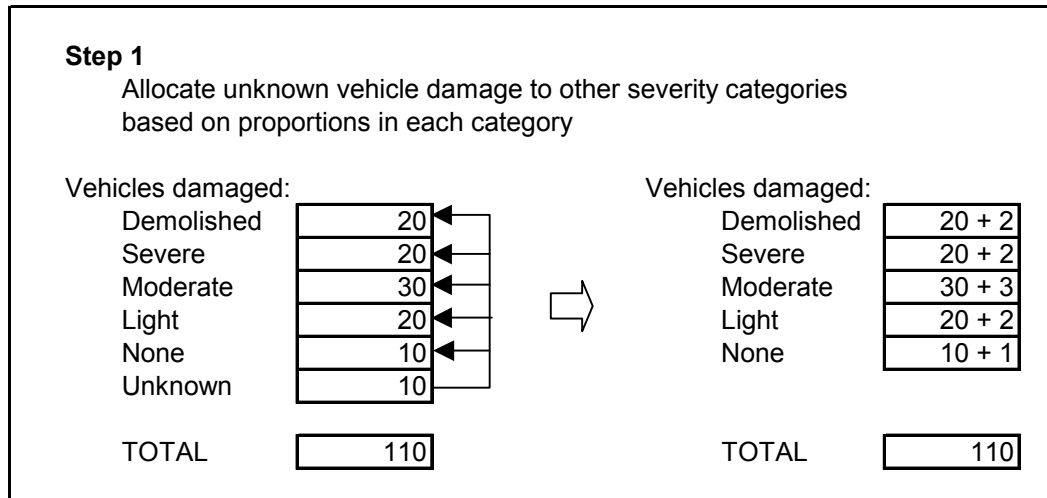 Step 1
Allocate unknown vehicle damage to other severity categories
based on proportions in each category
Vehicles damaged:
Demolished 20
Severe 20
Moderate 30
Light 20
None 10
Unknown 10
TOTAL 110
Vehicles damaged:
Demolished 20 + 2
Severe 20 + 2
Moderate 30 + 3
Light 20 + 2
None 10 + 1
TOTAL 110